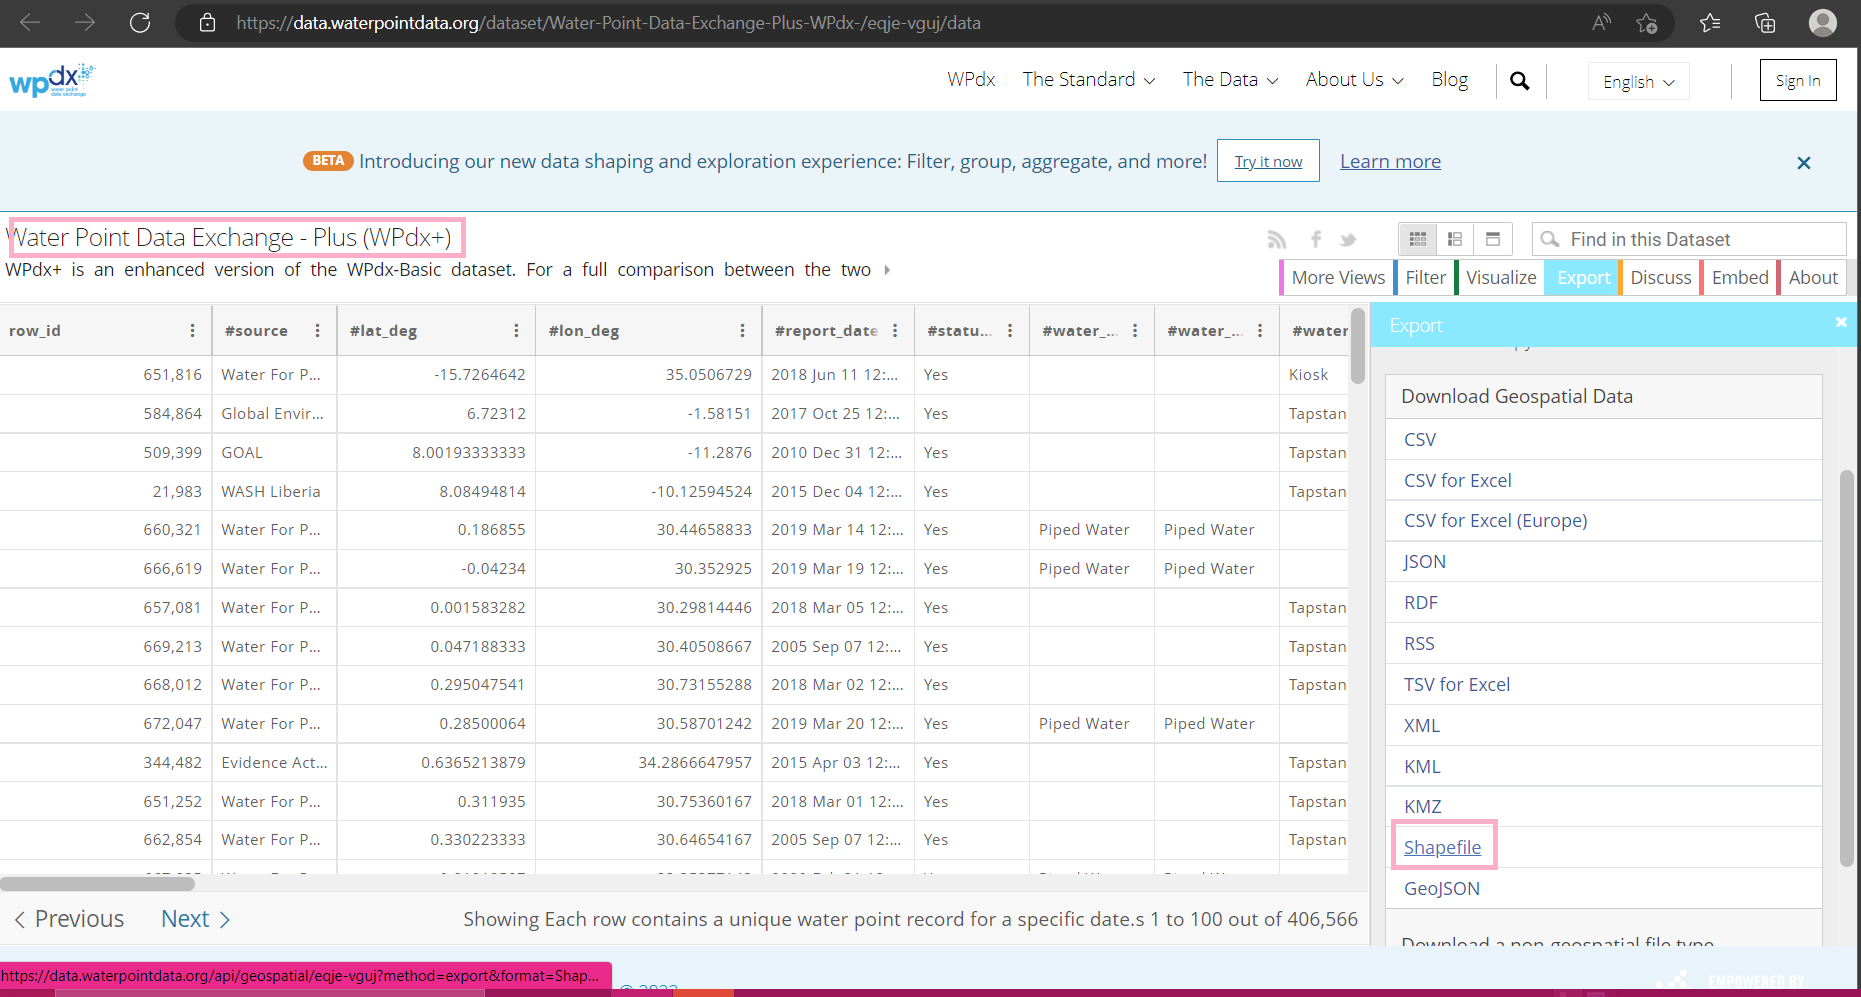 https://data.waterpointdata.org/dataset/Water-Point-Data-Exchange-Plus-WPdx-/eqje-vguj/data
wpdx
water point
data exchange
WPdx The Standard The Data About Us Blog English Sign In
BETA Introducing our new data shaping and exploration experience: Filter, group, aggregate, and more! Try it now Learn more
Water Point Data Exchange - Plus (WPdx+)
Find in this Dataset
WPdx+ is an enhanced version of the WPdx-Basic dataset. For a full comparison between the two
More Views Filter Visualize Export Discuss Embed About
row_id #source #lat_deg #lon_deg #report_date #statu... #water_... #water_... #water
651,816 Water For P... -15.7264642 35.0506729 2018 Jun 11 12:... Yes Kiosk
584,864 Global Envir... 6.72312 -1.58151 2017 Oct 25 12:... Yes Tapstan
509,399 GOAL 8.00193333333 -11.2876 2010 Dec 31 12:... Yes Tapstan
21,983 WASH Liberia 8.08494814 -10.12594524 2015 Dec 04 12:... Yes Tapstan
660,321 Water For P... 0.186855 30.44658833 2019 Mar 14 12:... Yes Piped Water Piped Water
666,619 Water For P... -0.04234 30.352925 2019 Mar 19 12:... Yes Piped Water Piped Water
657,081 Water For P... 0.001583282 30.29814446 2018 Mar 05 12:... Yes Tapstan
669,213 Water For P... 0.047188333 30.40508667 2005 Sep 07 12:... Yes Tapstan
668,012 Water For P... 0.295047541 30.73155288 2018 Mar 02 12:... Yes Tapstan
672,047 Water For P... 0.28500064 30.58701242 2019 Mar 20 12:... Yes Piped Water Piped Water
344,482 Evidence Act... 0.6365213879 34.2866647957 2015 Apr 03 12:... Yes Tapstan
651,252 Water For P... 0.311935 30.75360167 2018 Mar 01 12:... Yes Tapstan
662,854 Water For P... 0.330223333 30.64654167 2005 Sep 07 12:... Yes Tapstan
Previous Next Showing Each row contains a unique water point record for a specific date.s 1 to 100 out of 406,566
Export
Download Geospatial Data
CSV
CSV for Excel
CSV for Excel (Europe)
JSON
RDF
RSS
TSV for Excel
XML
KML
KMZ
Shapefile
GeoJSON
Download a non-geospatial file type
https://data.waterpointdata.org/api/geospatial/eqje-vguj?method=export&format=Shap...
© 2022
EMPOWERED BY